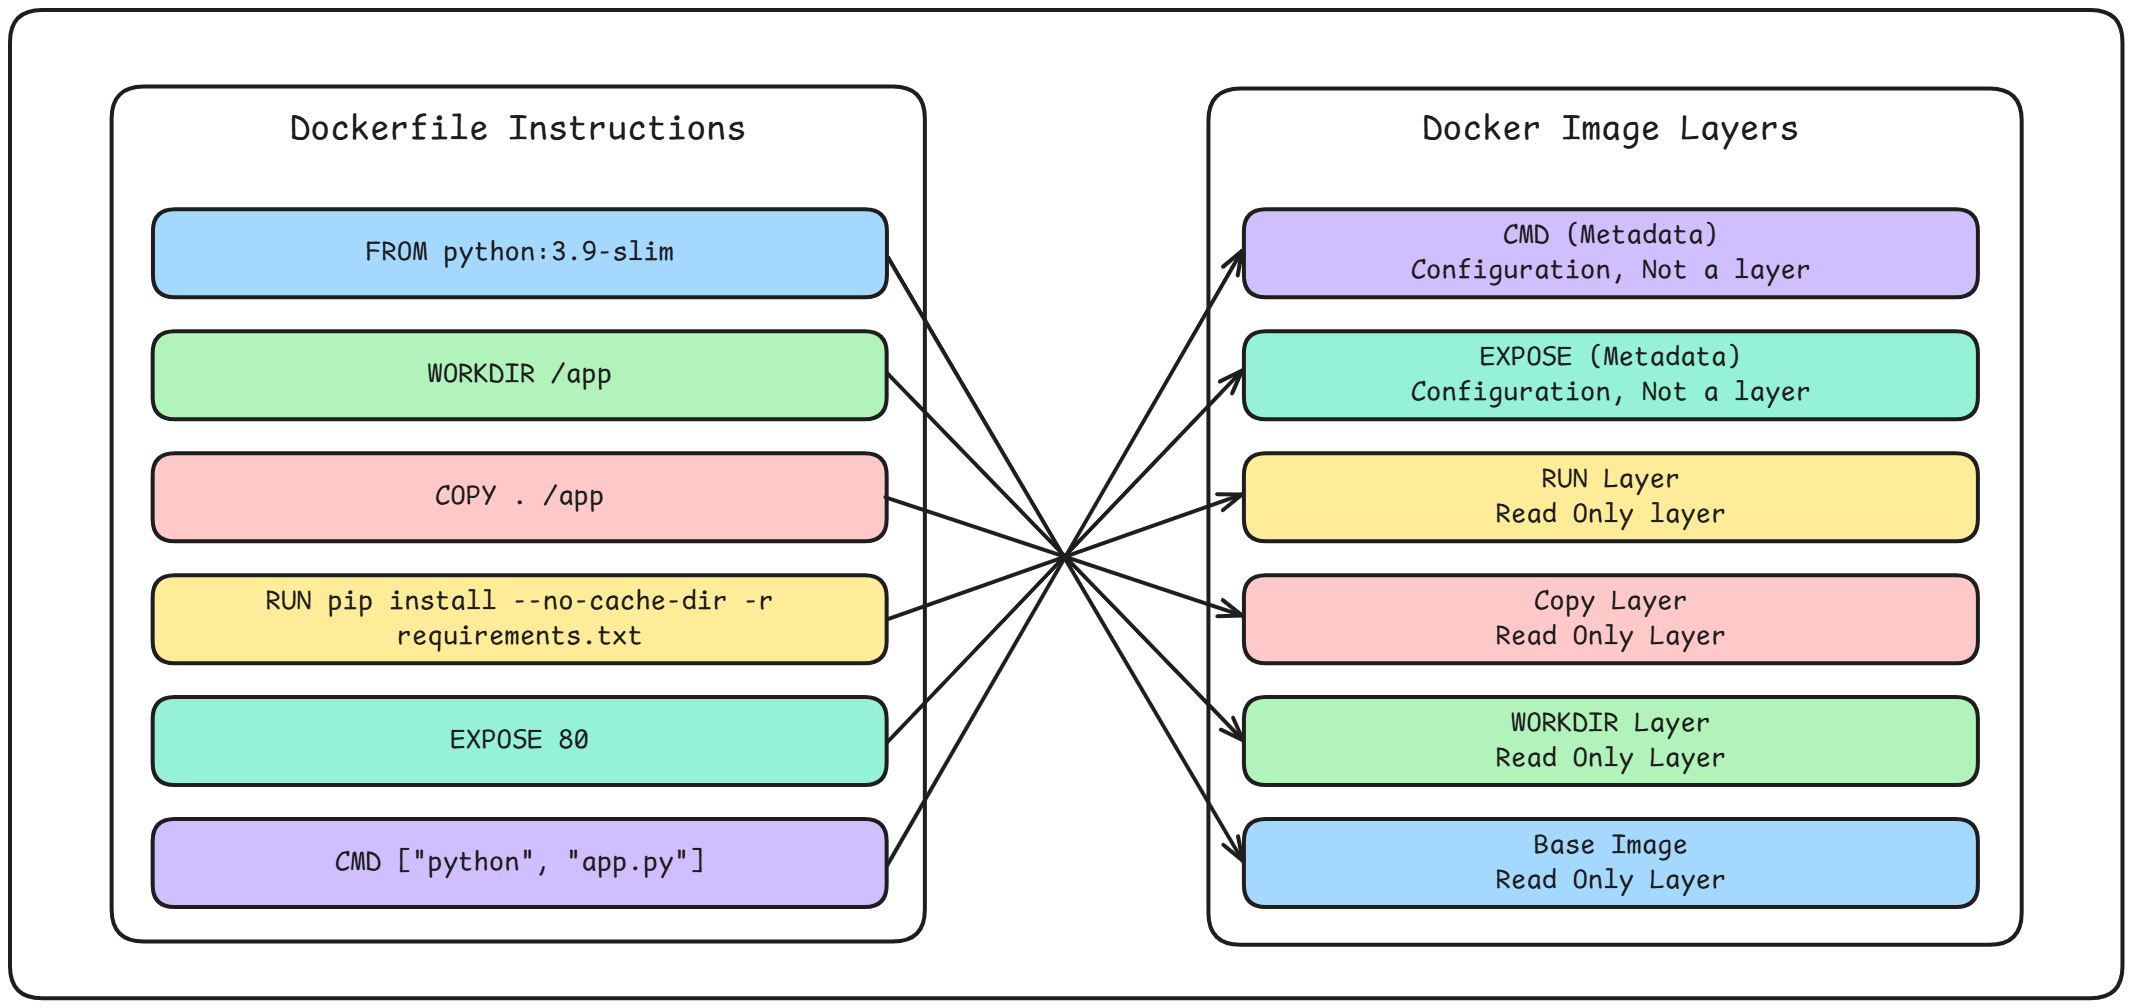 Dockerfile Instructions
FROM python:3.9-slim
WORKDIR /app
COPY . /app
RUN pip install --no-cache-dir -r
requirements.txt
EXPOSE 80
CMD ["python", "app.py"]
Docker Image Layers
CMD (Metadata)
Configuration, Not a layer
EXPOSE (Metadata)
Configuration, Not a layer
RUN Layer
Read Only layer
Copy Layer
Read Only Layer
WORKDIR Layer
Read Only Layer
Base Image
Read Only Layer